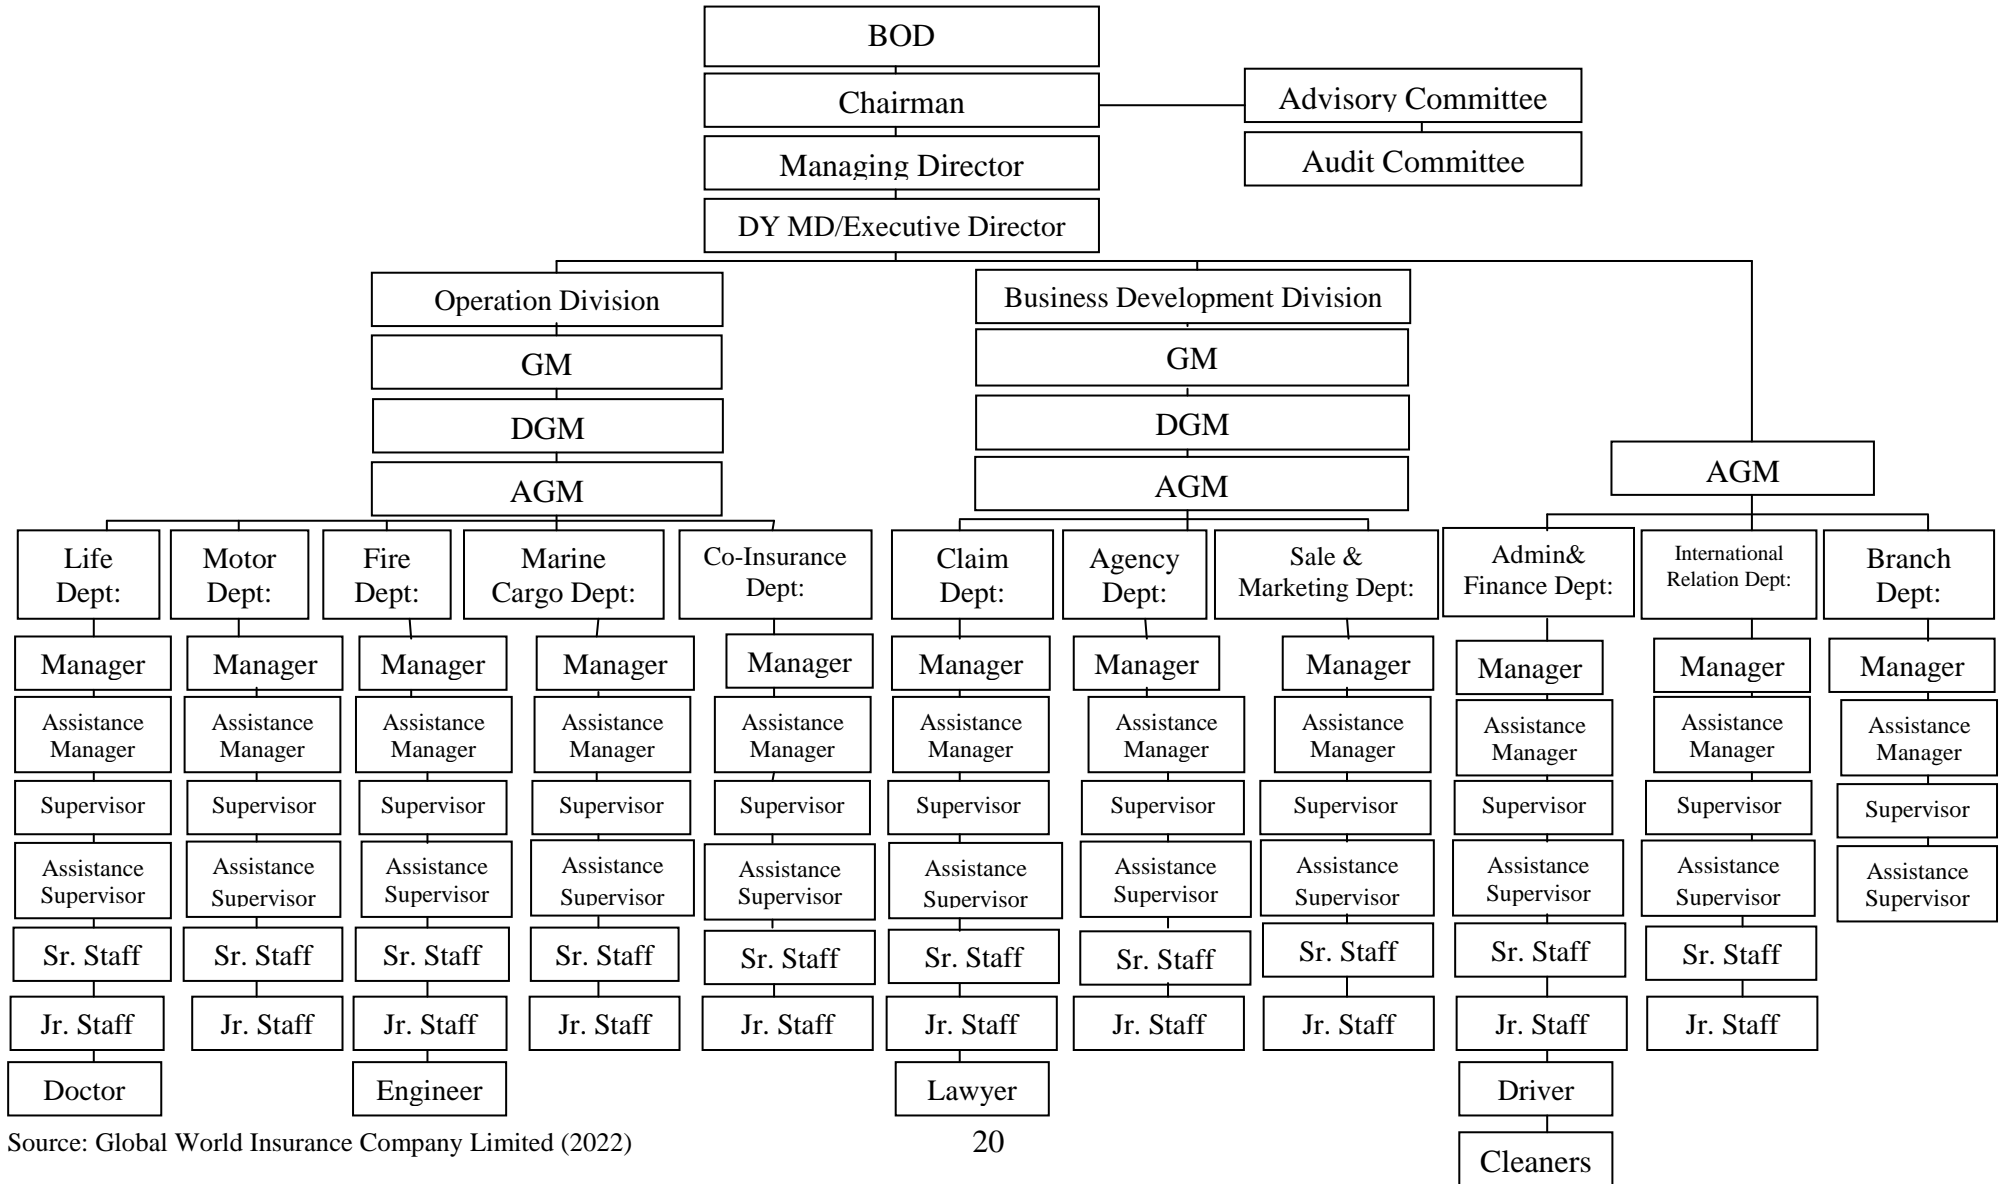 BOD
Chairman
Advisory Committee
Managing Director
Audit Committee
DY MD/Executive Director
Operation Division
Business Development Division
GM
GM
DGM
DGM
AGM
AGM
AGM
Life
Dept:
Motor
Dept:
Fire
Dept:
Marine
Cargo Dept:
Co-Insurance
Dept:
Claim
Dept:
Agency
Dept:
Sale &
Marketing Dept:
Admin&
Finance Dept:
International
Relation Dept:
Branch
Dept:
Manager
Manager
Manager
Manager
Manager
Manager
Manager
Manager
Manager
Manager
Manager
Assistance
Manager
Assistance
Manager
Assistance
Manager
Assistance
Manager
Assistance
Manager
Assistance
Manager
Assistance
Manager
Assistance
Manager
Assistance
Manager
Assistance
Manager
Assistance
Manager
Supervisor
Supervisor
Supervisor
Supervisor
Supervisor
Supervisor
Supervisor
Supervisor
Supervisor
Supervisor
Supervisor
Assistance
Supervisor
Assistance
Supervisor
Assistance
Supervisor
Assistance
Supervisor
Assistance
Supervisor
Assistance
Supervisor
Assistance
Supervisor
Assistance
Supervisor
Assistance
Supervisor
Assistance
Supervisor
Assistance
Supervisor
Sr. Staff
Sr. Staff
Sr. Staff
Sr. Staff
Sr. Staff
Sr. Staff
Sr. Staff
Sr. Staff
Sr. Staff
Sr. Staff
Jr. Staff
Jr. Staff
Jr. Staff
Jr. Staff
Jr. Staff
Jr. Staff
Jr. Staff
Jr. Staff
Jr. Staff
Jr. Staff
Doctor
Engineer
Lawyer
Driver
Cleaners
Source: Global World Insurance Company Limited (2022)
20